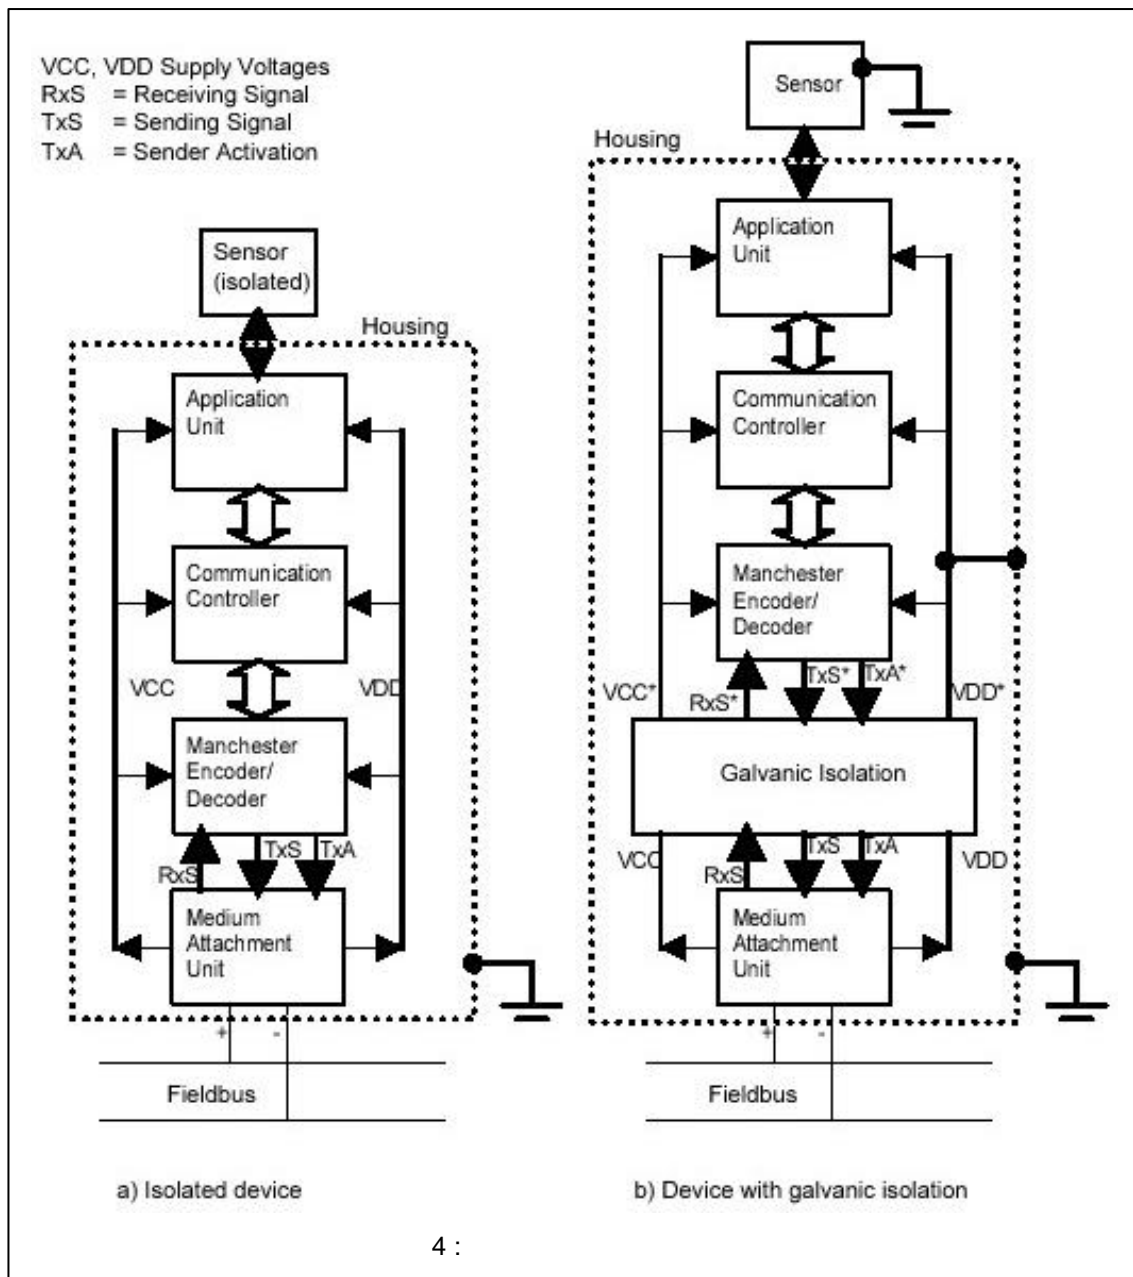 VCC, VDD Supply Voltages
RxS = Receiving Signal
TxS = Sending Signal
TxA = Sender Activation
Sensor
(isolated)
Housing
Application
Unit
Communication
Controller
VCC
VDD
Manchester
Encoder/
Decoder
RxS
TxS
TxA
Medium
Attachment
Unit
+
-
Fieldbus
a) Isolated device
Sensor
Housing
Application
Unit
Communication
Controller
Manchester
Encoder/
Decoder
VCC*
RxS*
TxS*
TxA*
VDD*
Galvanic Isolation
VCC
RxS
TxS
TxA
VDD
Medium
Attachment
Unit
+
-
Fieldbus
b) Device with galvanic isolation
4 :